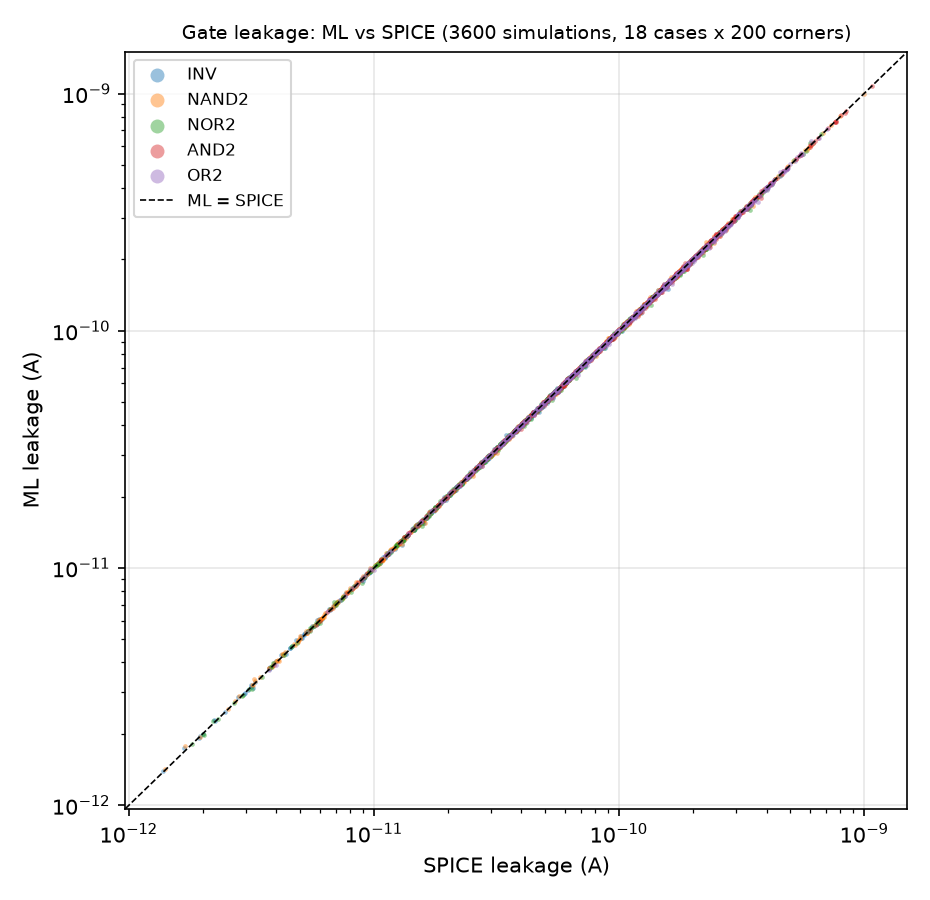 Gate leakage: ML vs SPICE (3600 simulations, 18 cases x 200 corners)
INV
NAND2
NOR2
AND2
OR2
ML = SPICE
10⁻⁹
10⁻¹⁰
10⁻¹¹
10⁻¹²
ML leakage (A)
10⁻¹² 10⁻¹¹ 10⁻¹⁰ 10⁻⁹
SPICE leakage (A)